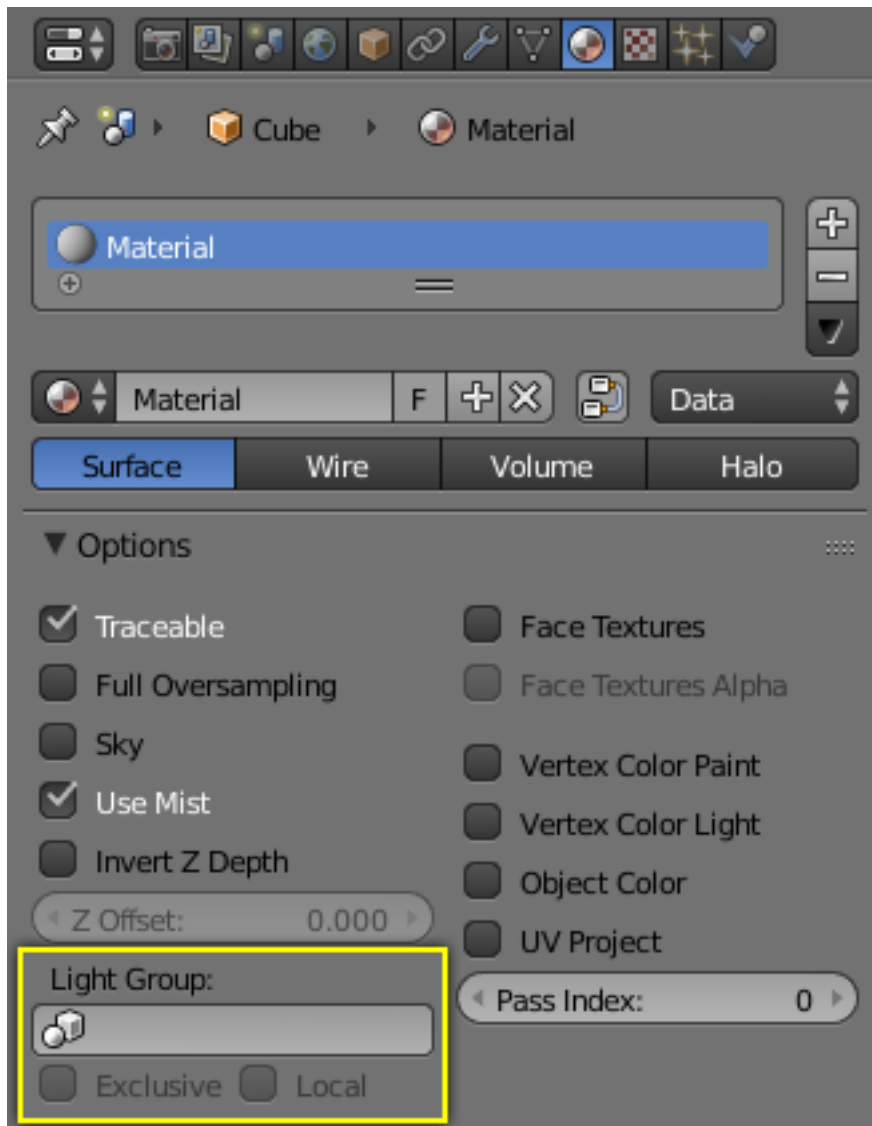 Cube Material
Material
Material F Data
Surface Wire Volume Halo
Options
Traceable
Full Oversampling
Sky
Use Mist
Invert Z Depth
Z Offset: 0.000
Light Group:
Exclusive Local
Face Textures
Face Textures Alpha
Vertex Color Paint
Vertex Color Light
Object Color
UV Project
Pass Index: 0